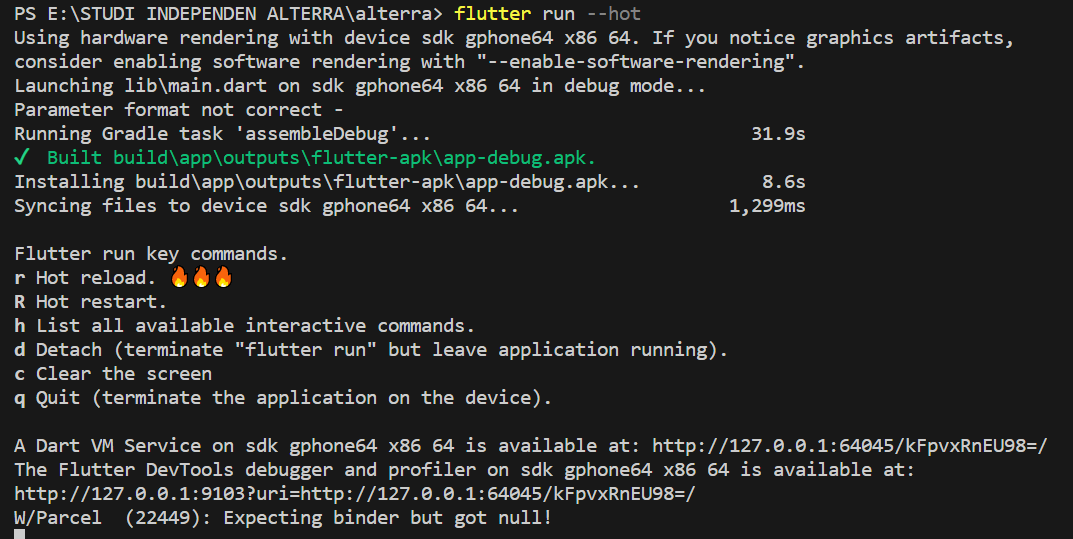 PS E:\STUDI INDEPENDEN ALTERRA\alterra> flutter run --hot
Using hardware rendering with device sdk gphone64 x86 64. If you notice graphics artifacts,
consider enabling software rendering with "--enable-software-rendering".
Launching lib\main.dart on sdk gphone64 x86 64 in debug mode...
Parameter format not correct -
Running Gradle task 'assembleDebug'... 31.9s
✓ Built build\app\outputs\flutter-apk\app-debug.apk.
Installing build\app\outputs\flutter-apk\app-debug.apk... 8.6s
Syncing files to device sdk gphone64 x86 64... 1,299ms
Flutter run key commands.
r Hot reload. 🔥🔥🔥
R Hot restart.
h List all available interactive commands.
d Detach (terminate "flutter run" but leave application running).
c Clear the screen
q Quit (terminate the application on the device).
A Dart VM Service on sdk gphone64 x86 64 is available at: http://127.0.0.1:64045/kFpvxRnEU98=/
The Flutter DevTools debugger and profiler on sdk gphone64 x86 64 is available at:
http://127.0.0.1:9103?uri=http://127.0.0.1:64045/kFpvxRnEU98=/
W/Parcel  (22449): Expecting binder but got null!